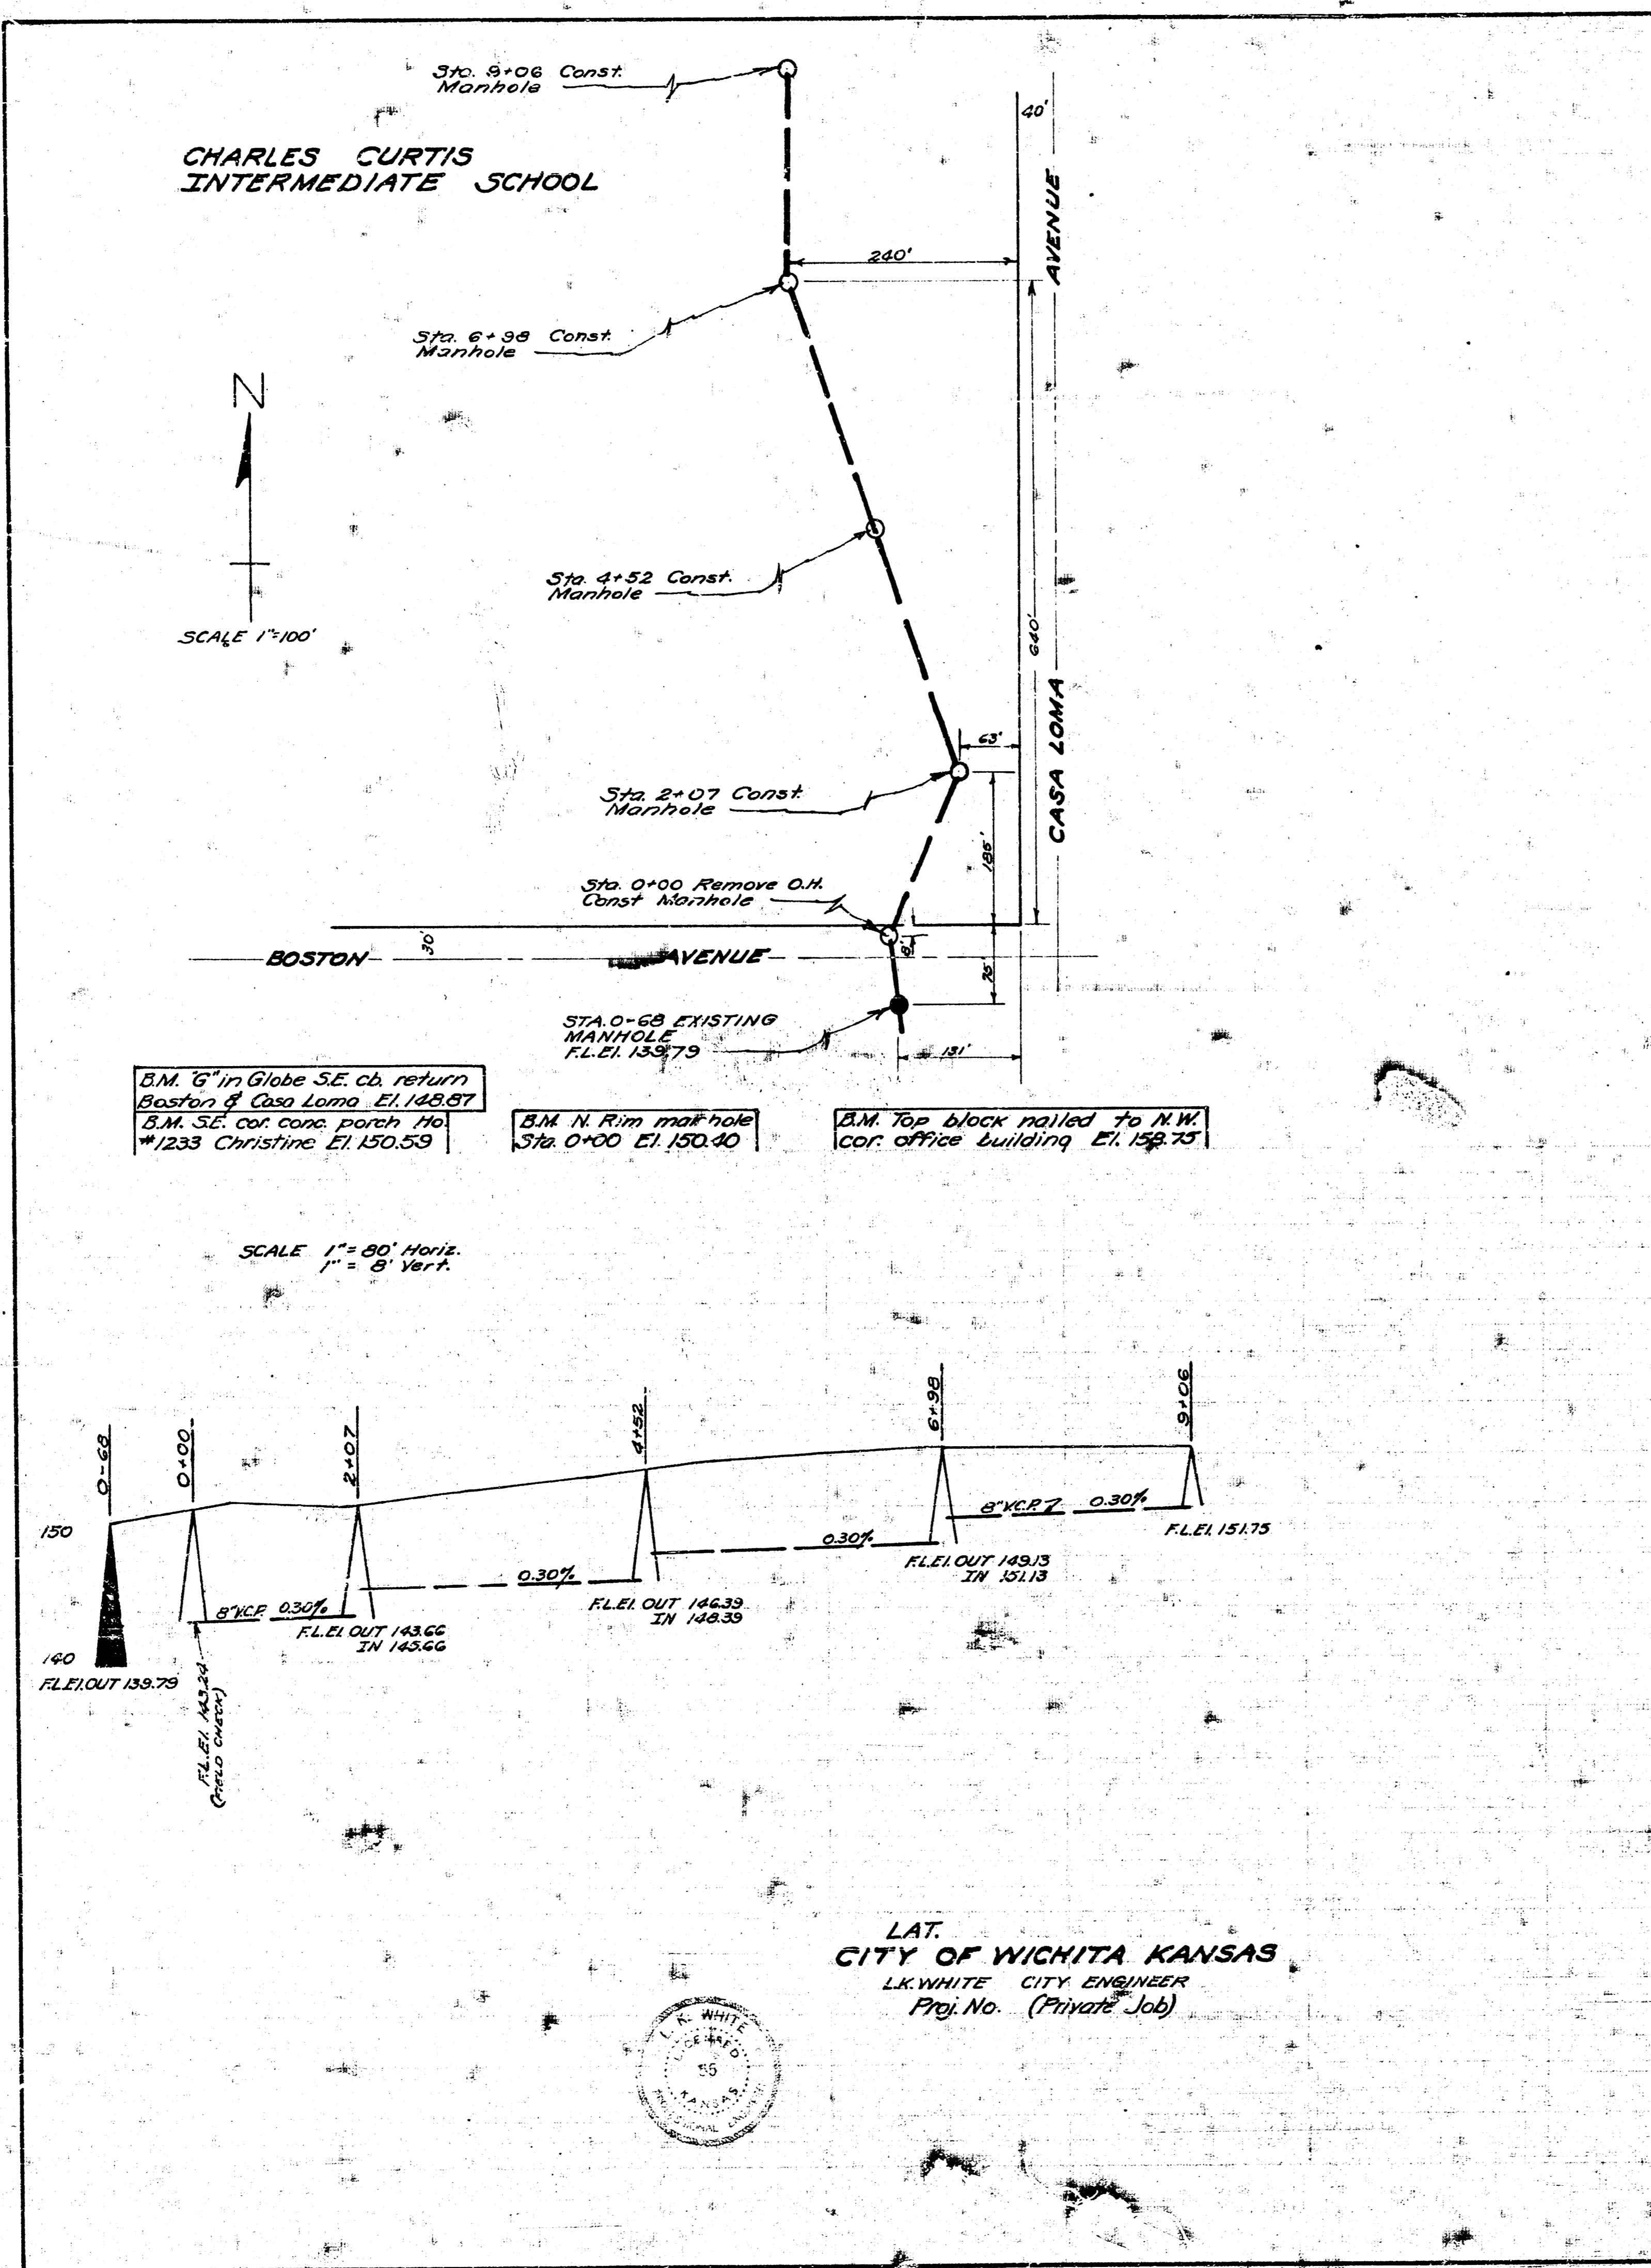 Sta. 9+06 Const.
Manhole
40'
CHARLES CURTIS
INTERMEDIATE SCHOOL
AVENUE
240'
Sta. 6+98 Const.
Manhole
N
Sta. 4+52 Const.
Manhole
SCALE 1"=100'
640'
CASA LOMA
63'
Sta. 2+07 Const.
Manhole
185'
Sta. 0+00 Remove O.H.
Const Manhole
30'
8'
BOSTON AVENUE
75'
STA. 0-68 EXISTING
MANHOLE
F.L.El. 139.79
131'
B.M. "G" in Globe S.E. cb. return
Boston & Casa Loma El. 148.87
B.M. S.E. cor. conc. porch Ho.
#1233 Christine El. 150.59
B.M. N. Rim manhole
Sta. 0+00 El. 150.40
B.M. Top block nailed to N.W.
cor. office building El. 158.75
SCALE 1"= 80' Horiz.
1" = 8' Vert.
0-68
0+00
2+07
4+52
6+98
9+06
150
8"V.C.P. 0.30%
F.L.El. 151.75
0.30%
F.L.El. OUT 149.13
IN 151.13
0.30%
F.L.El. OUT 146.39
IN 148.39
8"V.C.P. 0.30%
F.L.El. OUT 143.66
IN 145.66
140
F.L.El. OUT 139.79
F.L.El. 143.24
(FIELD CHECK)
LAT.
CITY OF WICHITA KANSAS
L.K. WHITE CITY ENGINEER
Proj. No. (Private Job)
L. K. WHITE
LICENSED
KANSAS